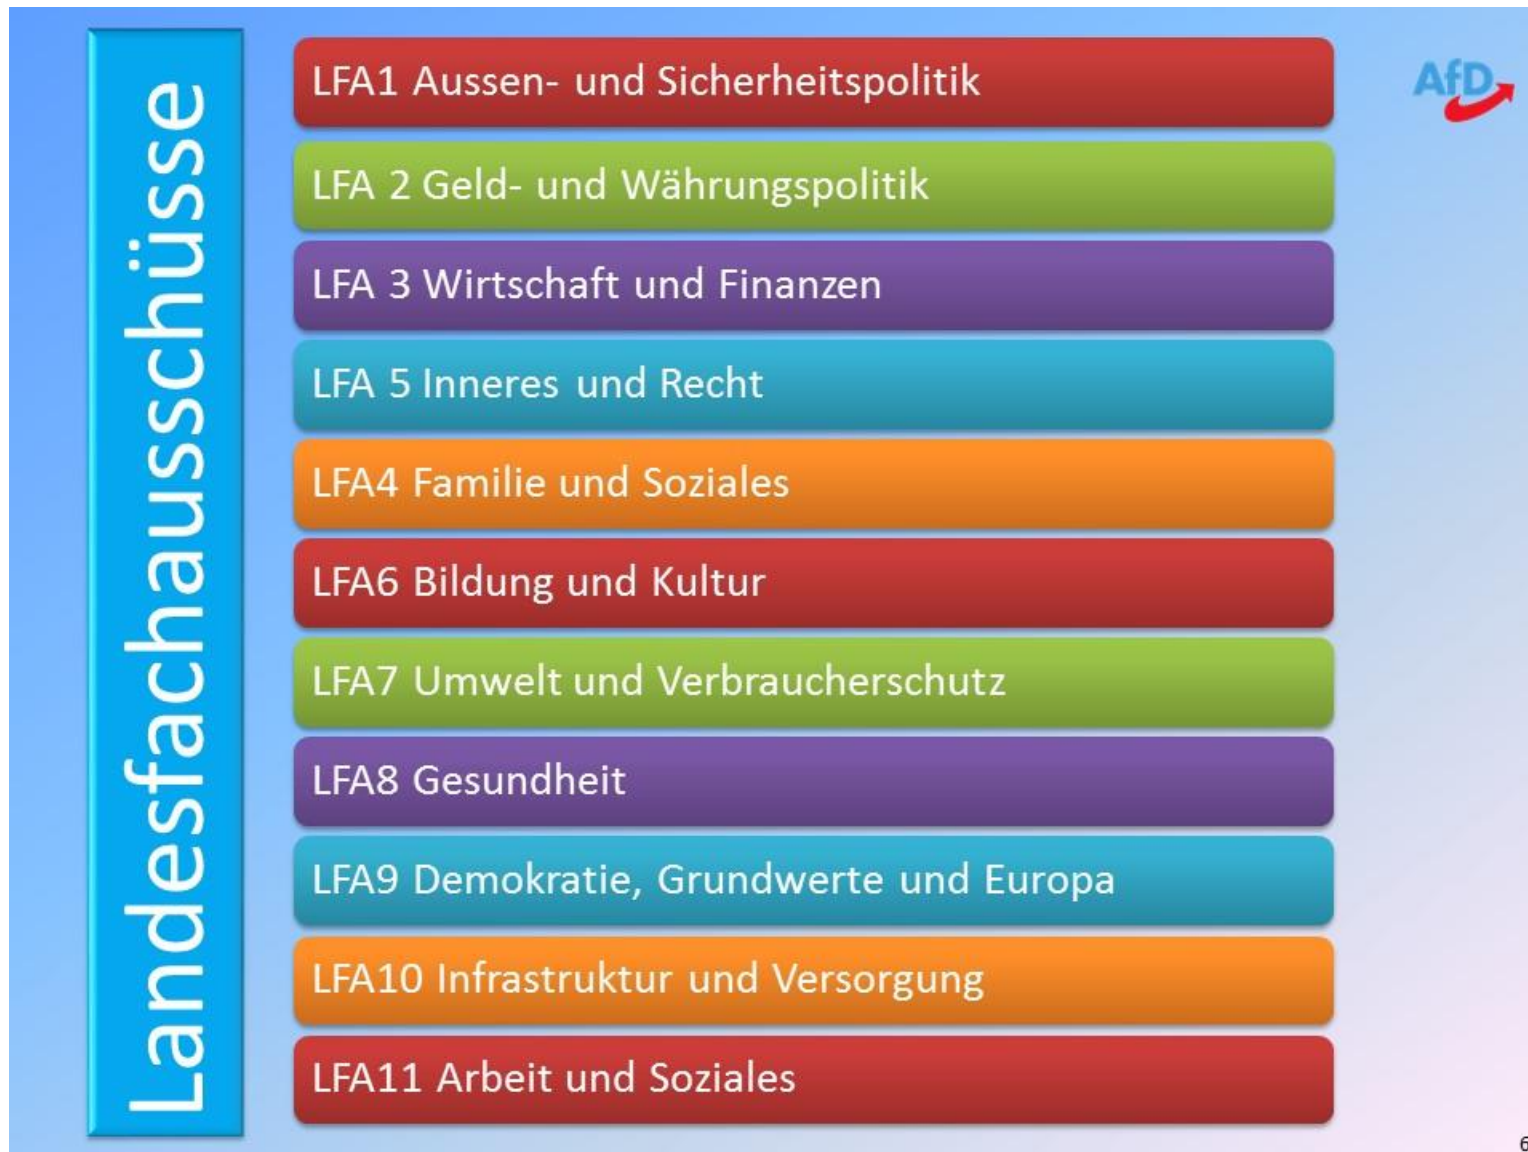 Landesfachausschüsse
LFA1 Aussen- und Sicherheitspolitik
LFA 2 Geld- und Währungspolitik
LFA 3 Wirtschaft und Finanzen
LFA 5 Inneres und Recht
LFA4 Familie und Soziales
LFA6 Bildung und Kultur
LFA7 Umwelt und Verbraucherschutz
LFA8 Gesundheit
LFA9 Demokratie, Grundwerte und Europa
LFA10 Infrastruktur und Versorgung
LFA11 Arbeit und Soziales
AfD
6